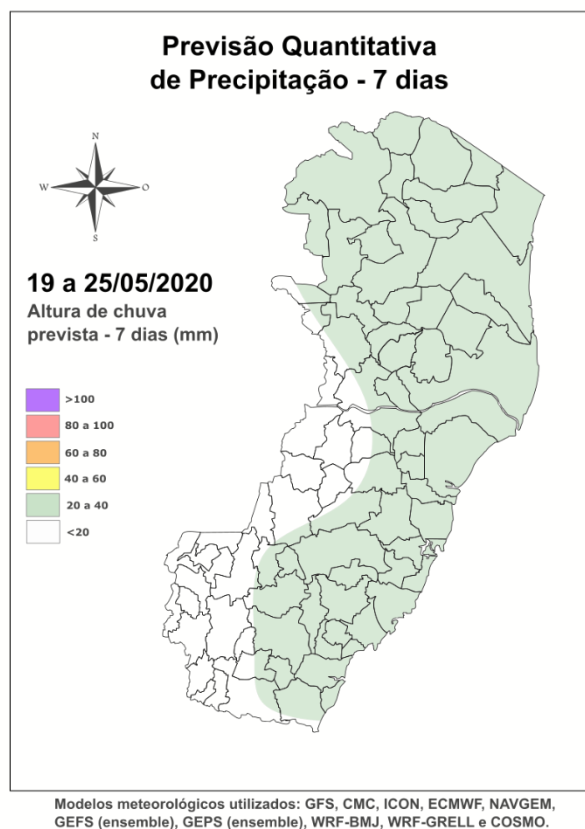 Previsão Quantitativa
de Precipitação - 7 dias
N
W
O
S
19 a 25/05/2020
Altura de chuva
prevista - 7 dias (mm)
>100
80 a 100
60 a 80
40 a 60
20 a 40
<20
Modelos meteorológicos utilizados: GFS, CMC, ICON, ECMWF, NAVGEM,
GEFS (ensemble), GEPS (ensemble), WRF-BMJ, WRF-GRELL e COSMO.